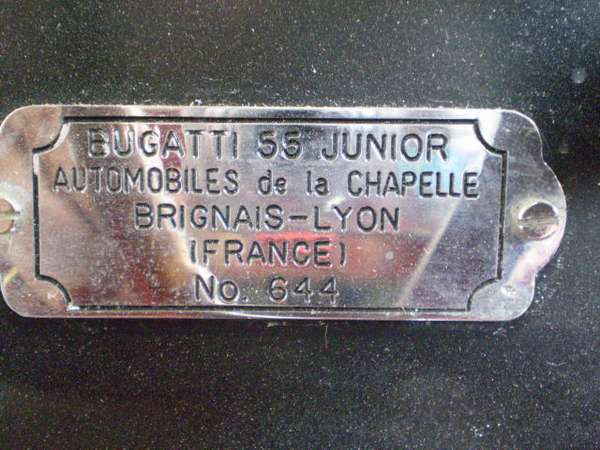 BUGATTI 55 JUNIOR
AUTOMOBILES de la CHAPELLE
BRIGNAIS-LYON
(FRANCE)
No. 644